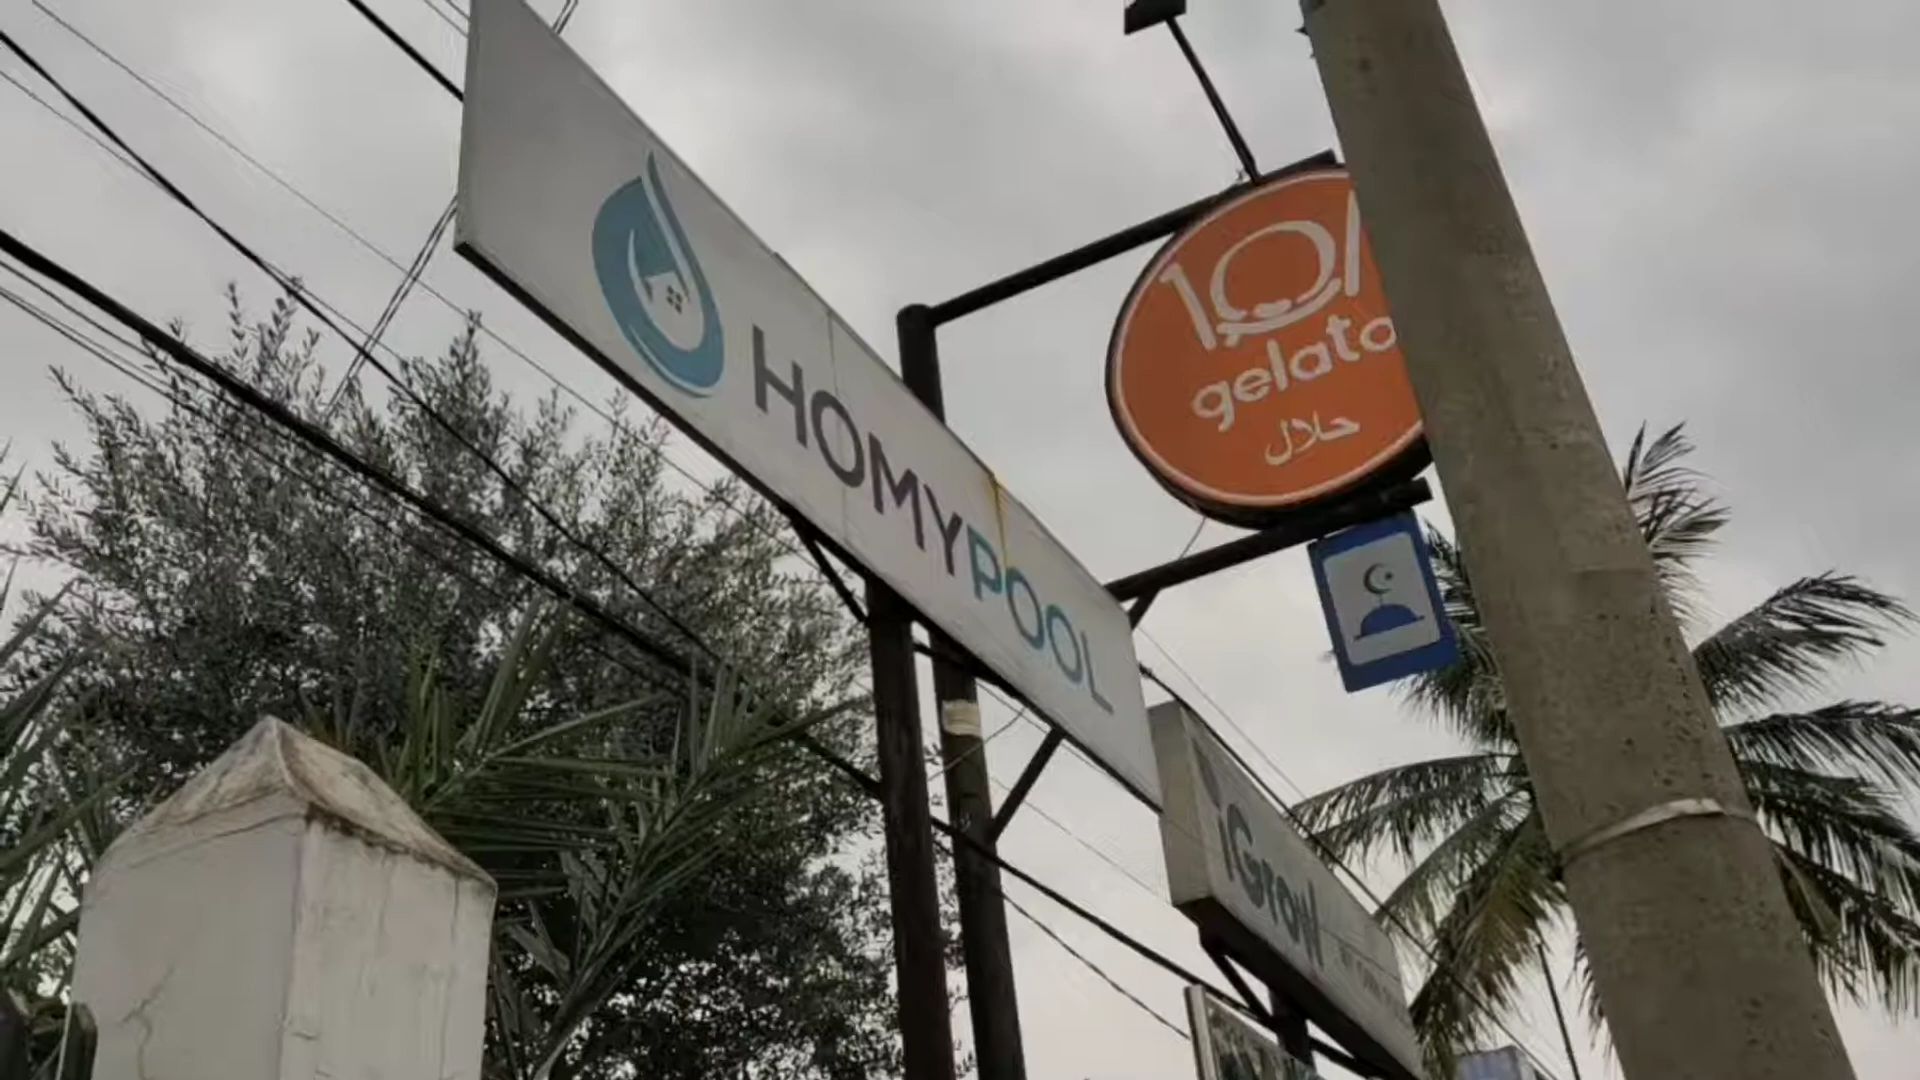 HOMYPOOL
101
gelato
حلال
iGrow